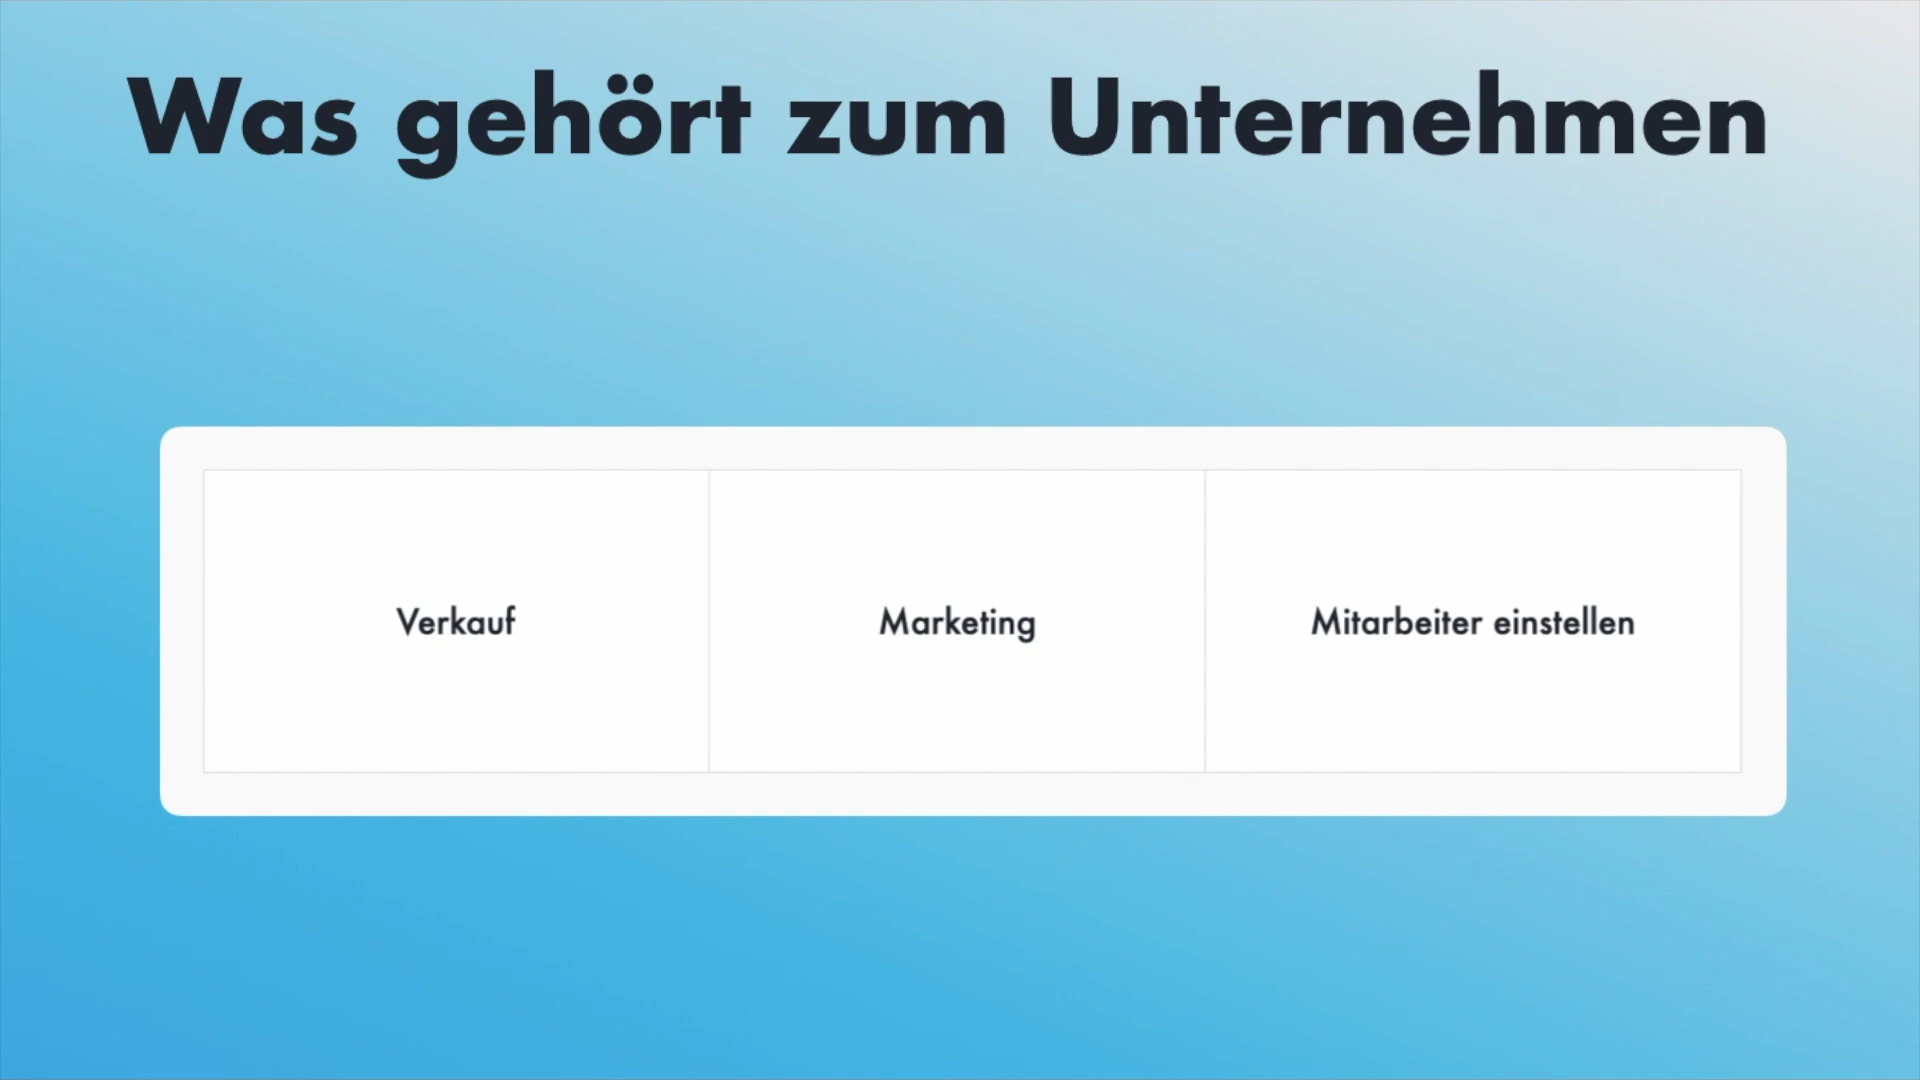 Was gehört zum Unternehmen
Verkauf
Marketing
Mitarbeiter einstellen